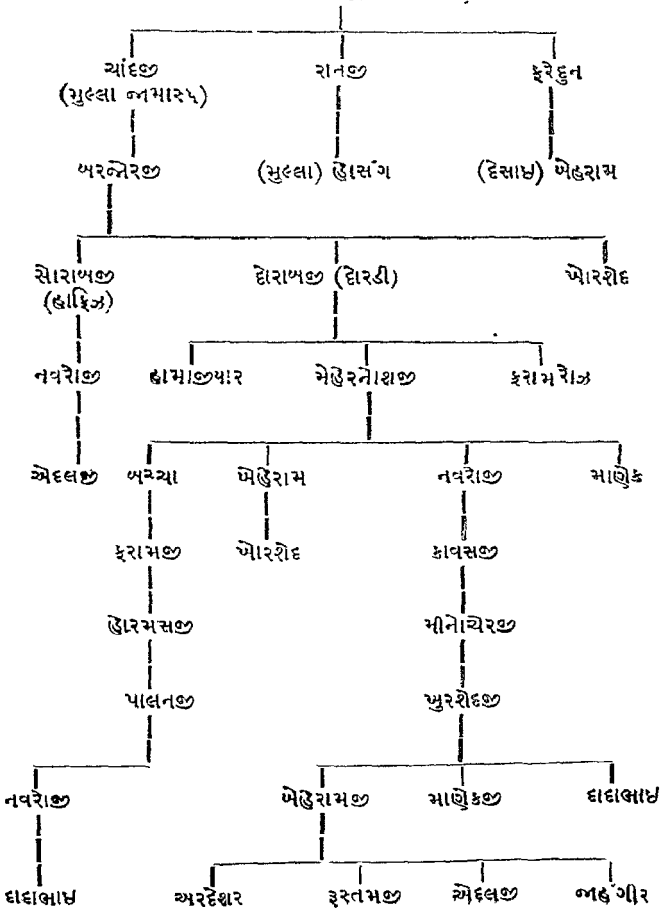 ચાંદજી રાનજી ફરેદુન
(મુલ્લા જામાસ્પ)
બરજોરજી (મુલ્લા) હોસંગ (દેસાઈ) બેહરામ
સોરાબજી દોરાબજી (દોરડી) ખોરશેદ
(હાફિઝ)
નવરોજી હામાજીયાર મેહેરનોશજી ફરામરોઝ
એદલજી બચ્ચા બેહેરામ નવરોજી માણેક
ફરામજી ખોરશેદ કાવસજી
હોરમસજી મીનોચેરજી
પાલનજી ખુરશેદજી
નવરોજી બેહેરામજી માણેકજી દાદાભાઈ
દાદાભાઈ અરદેશર રૂસ્તમજી એદલજી જાહંગીર